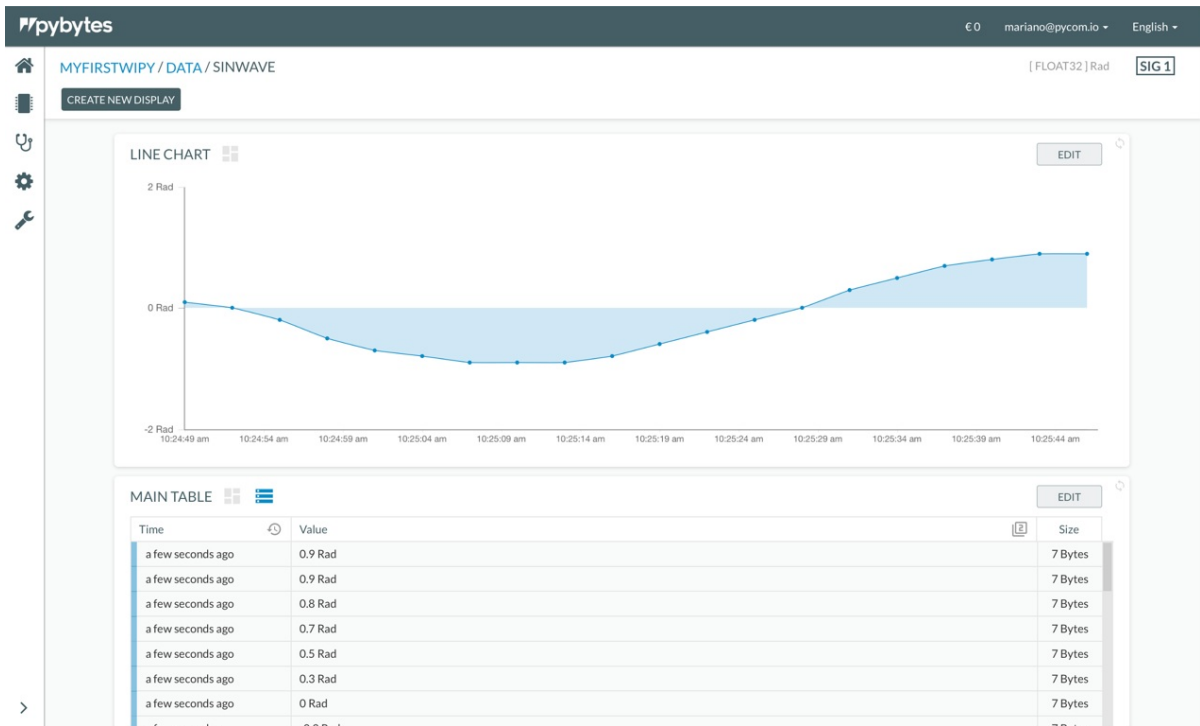 pybytes
€ 0 mariano@pycom.io English
MYFIRSTWIPY / DATA / SINWAVE [ FLOAT32 ] Rad SIG 1
CREATE NEW DISPLAY
LINE CHART EDIT
2 Rad
0 Rad
-2 Rad
10:24:49 am 10:24:54 am 10:24:59 am 10:25:04 am 10:25:09 am 10:25:14 am 10:25:19 am 10:25:24 am 10:25:29 am 10:25:34 am 10:25:39 am 10:25:44 am
MAIN TABLE EDIT
Time Value 2 Size
a few seconds ago 0.9 Rad 7 Bytes
a few seconds ago 0.9 Rad 7 Bytes
a few seconds ago 0.8 Rad 7 Bytes
a few seconds ago 0.7 Rad 7 Bytes
a few seconds ago 0.5 Rad 7 Bytes
a few seconds ago 0.3 Rad 7 Bytes
a few seconds ago 0 Rad 7 Bytes